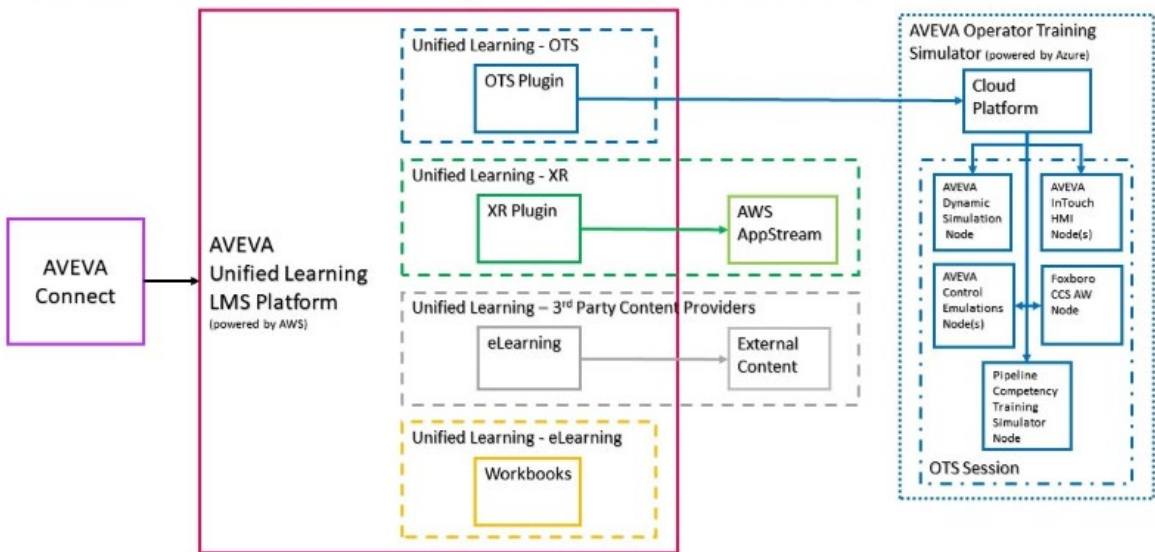 AVEVA
Connect
AVEVA
Unified Learning
LMS Platform
(powered by AWS)
Unified Learning - OTS
OTS Plugin
Unified Learning - XR
XR Plugin
AWS
AppStream
Unified Learning – 3rd Party Content Providers
eLearning
External
Content
Unified Learning - eLearning
Workbooks
AVEVA Operator Training
Simulator (powered by Azure)
Cloud
Platform
AVEVA
Dynamic
Simulation
Node
AVEVA
InTouch
HMI
Node(s)
AVEVA
Control
Emulations
Node(s)
Foxboro
CCS AW
Node
Pipeline
Competency
Training
Simulator
Node
OTS Session